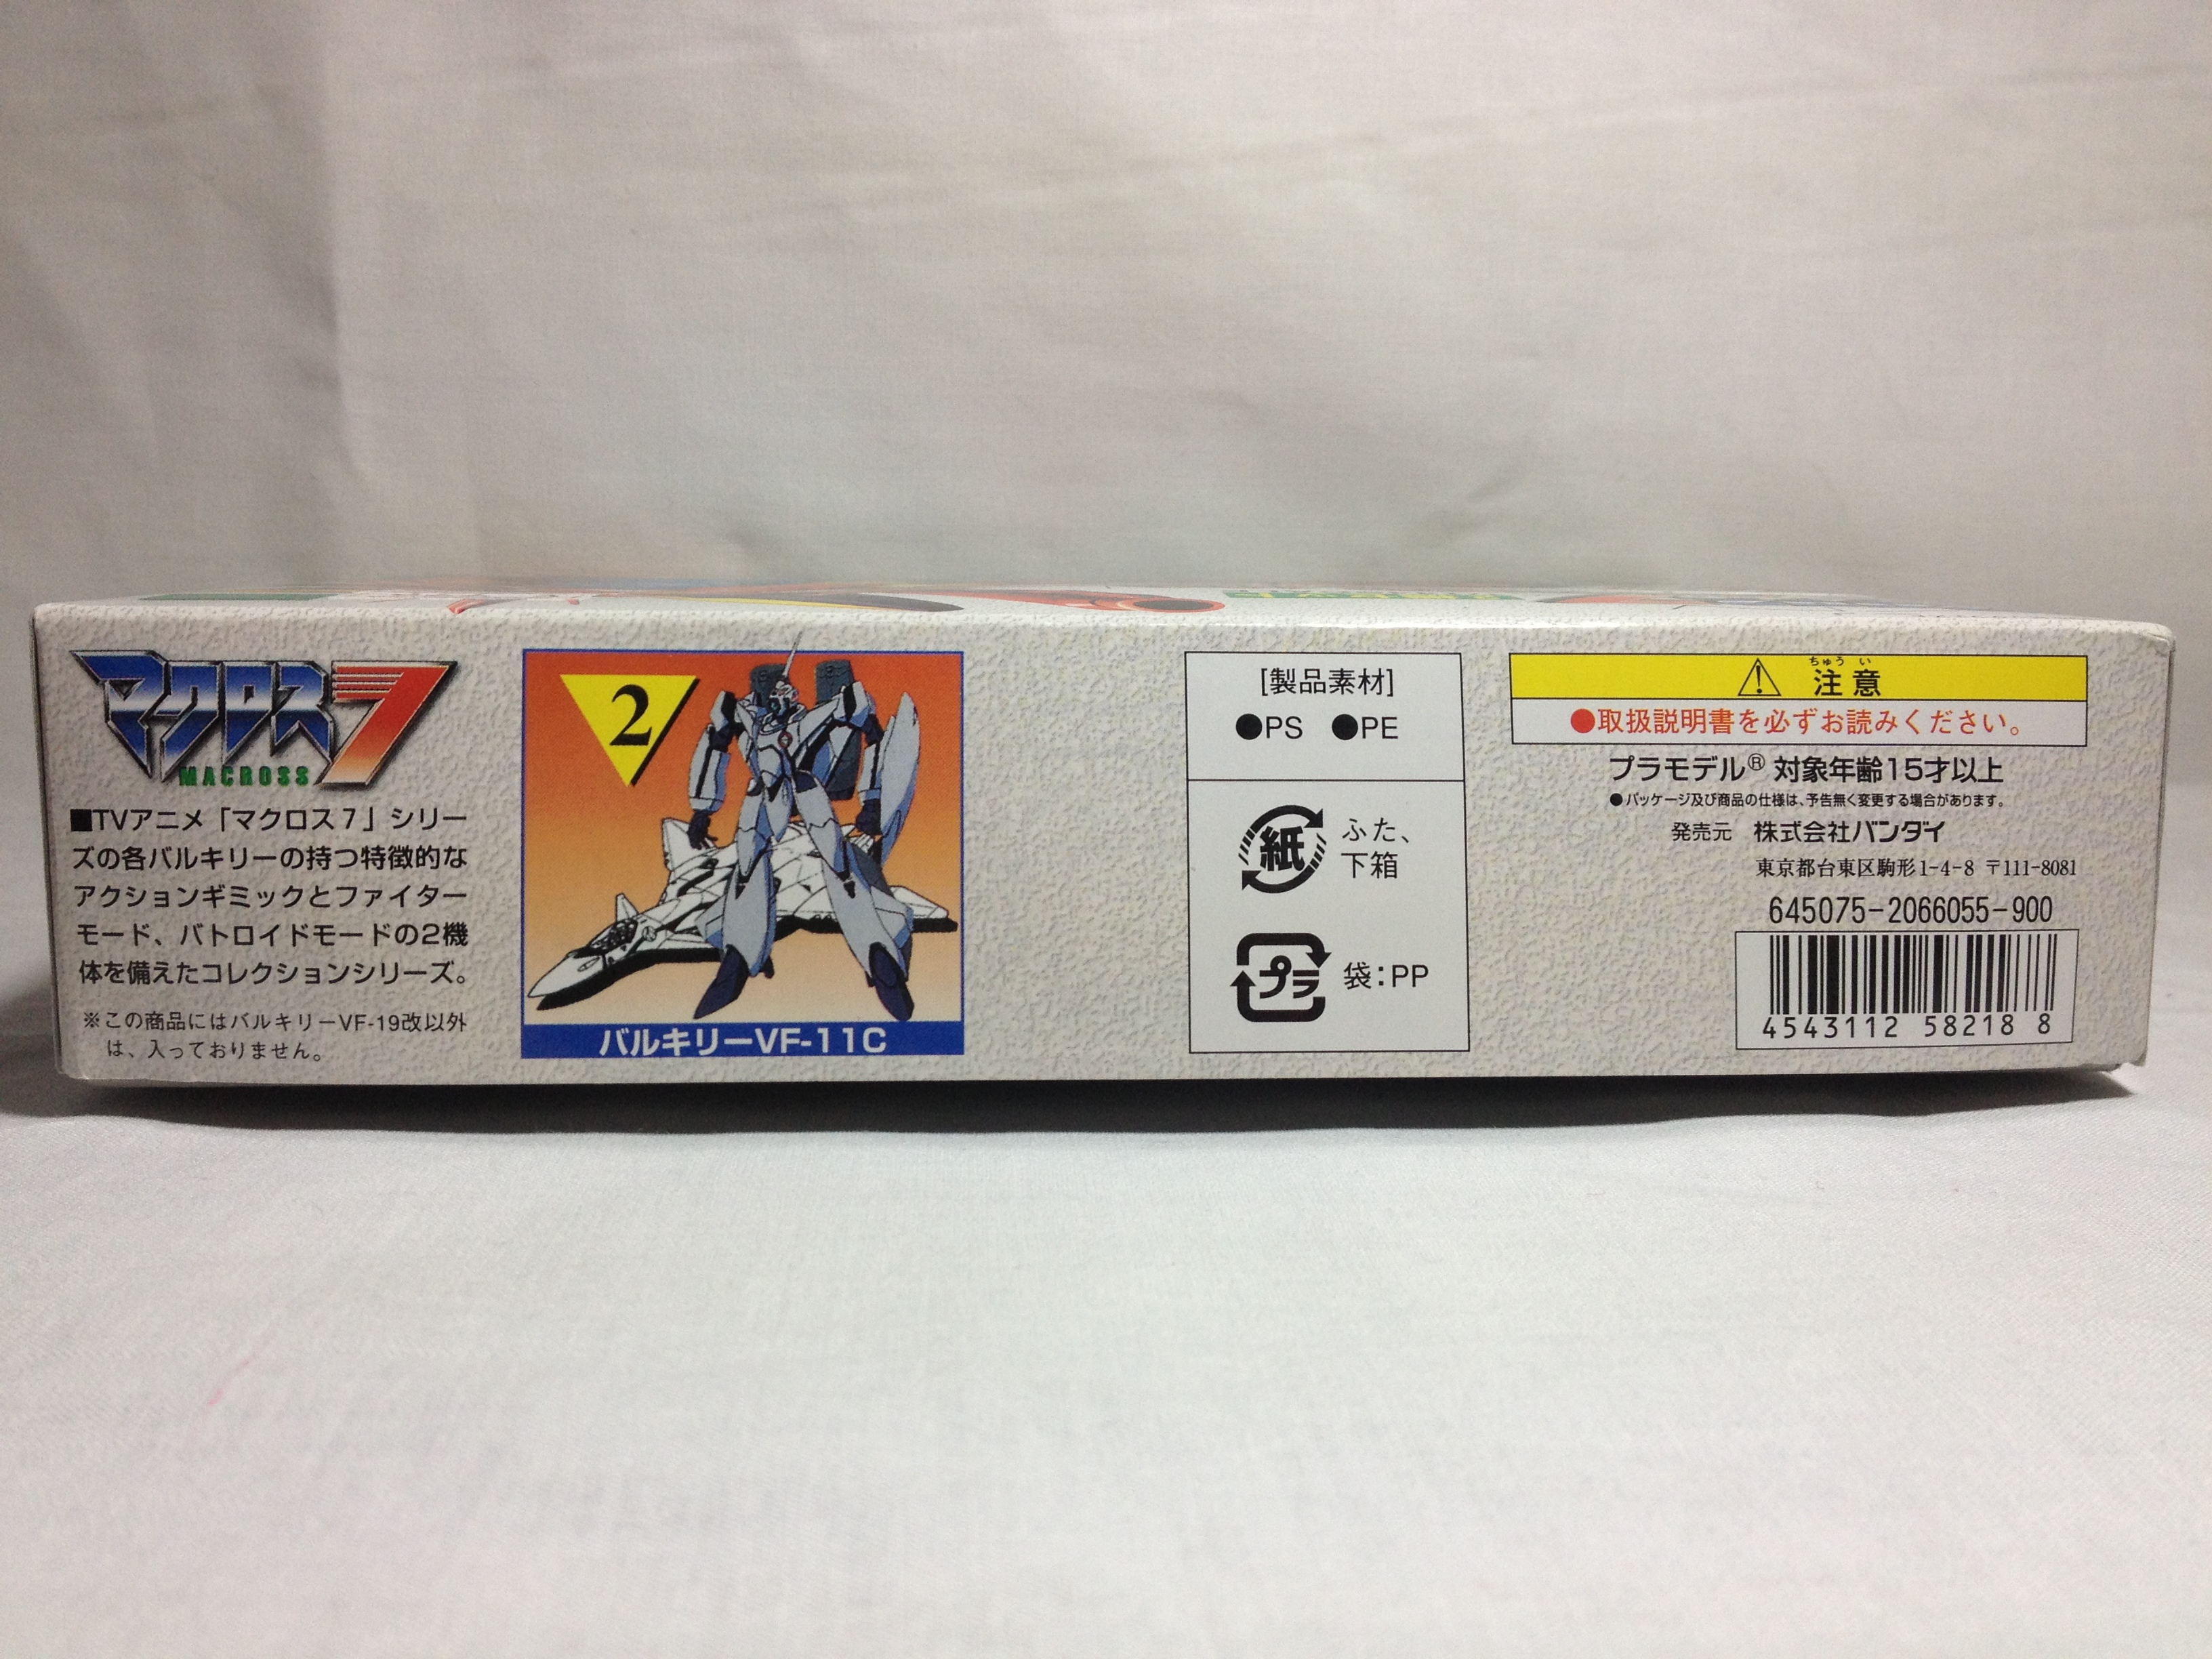 マクロス7
MACROSS
■TVアニメ「マクロス7」シリー
ズの各バルキリーの持つ特徴的な
アクションギミックとファイター
モード、バトロイドモードの2機
体を備えたコレクションシリーズ。
※この商品にはバルキリーVF-19改以外
は、入っておりません。
2
バルキリーVF-11C
[製品素材]
●PS ●PE
紙 ふた、
下箱
プラ 袋:PP
ちゅうい
注意
●取扱説明書を必ずお読みください。
プラモデル® 対象年齢15才以上
●パッケージ及び商品の仕様は、予告無く変更する場合があります。
発売元 株式会社バンダイ
東京都台東区駒形1-4-8 〒111-8081
645075-2066055-900
4543112 58218 8